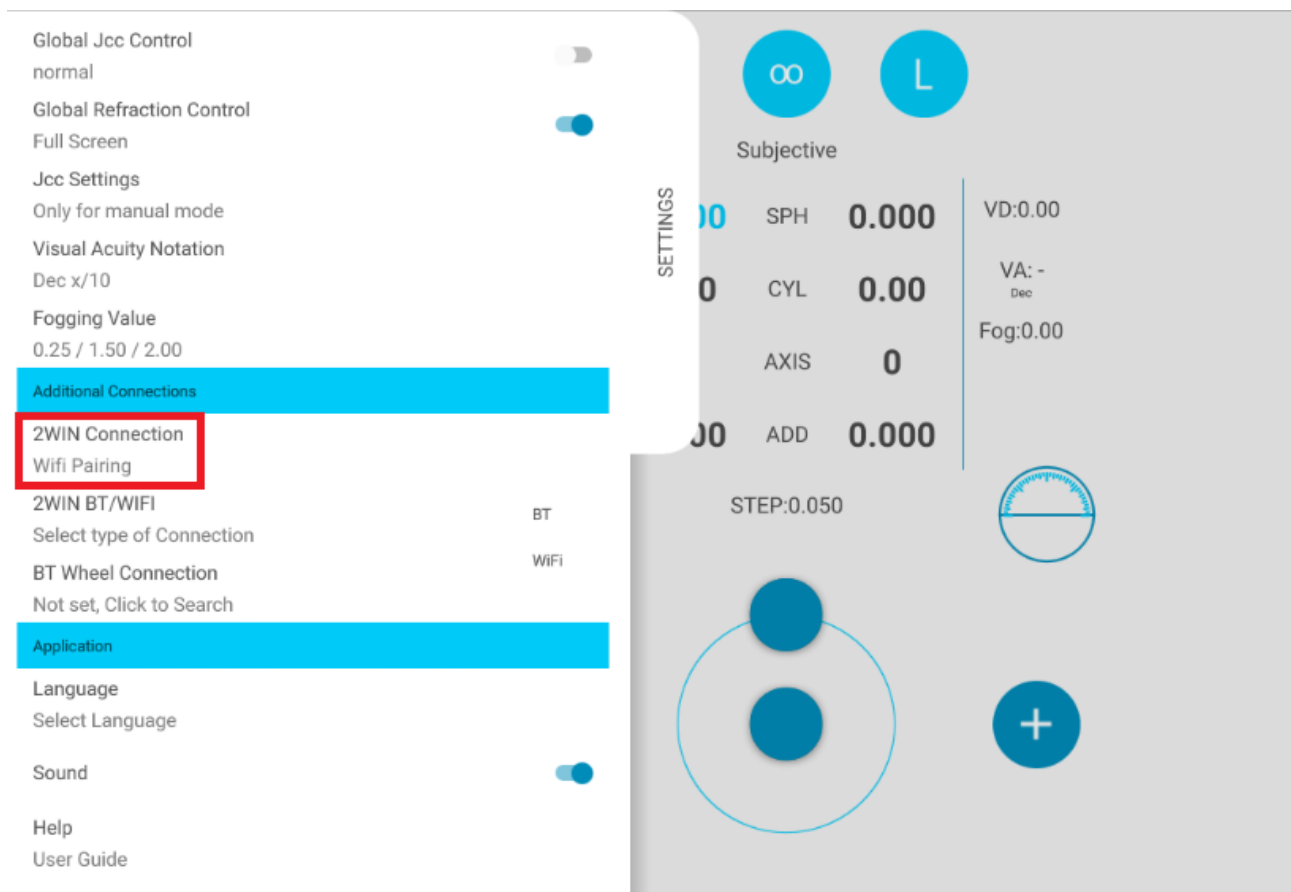 Global Jcc Control
normal
Global Refraction Control
Full Screen
Jcc Settings
Only for manual mode
Visual Acuity Notation
Dec x/10
Fogging Value
0.25 / 1.50 / 2.00
Additional Connections
2WIN Connection
Wifi Pairing
2WIN BT/WIFI
Select type of Connection
BT
WiFi
BT Wheel Connection
Not set, Click to Search
Application
Language
Select Language
Sound
Help
User Guide
SETTINGS
∞ L
Subjective
SPH 0.000
CYL 0.00
AXIS 0
ADD 0.000
VD:0.00
VA: -
Dec
Fog:0.00
STEP:0.050
+